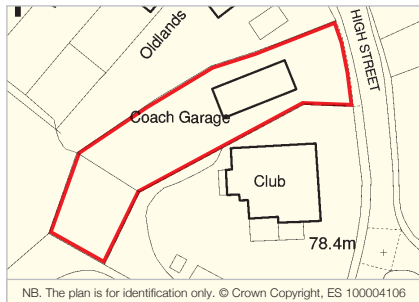 Oldlands
HIGH STREET
Coach Garage
Club
78.4m
NB. The plan is for identification only. © Crown Copyright, ES 100004106